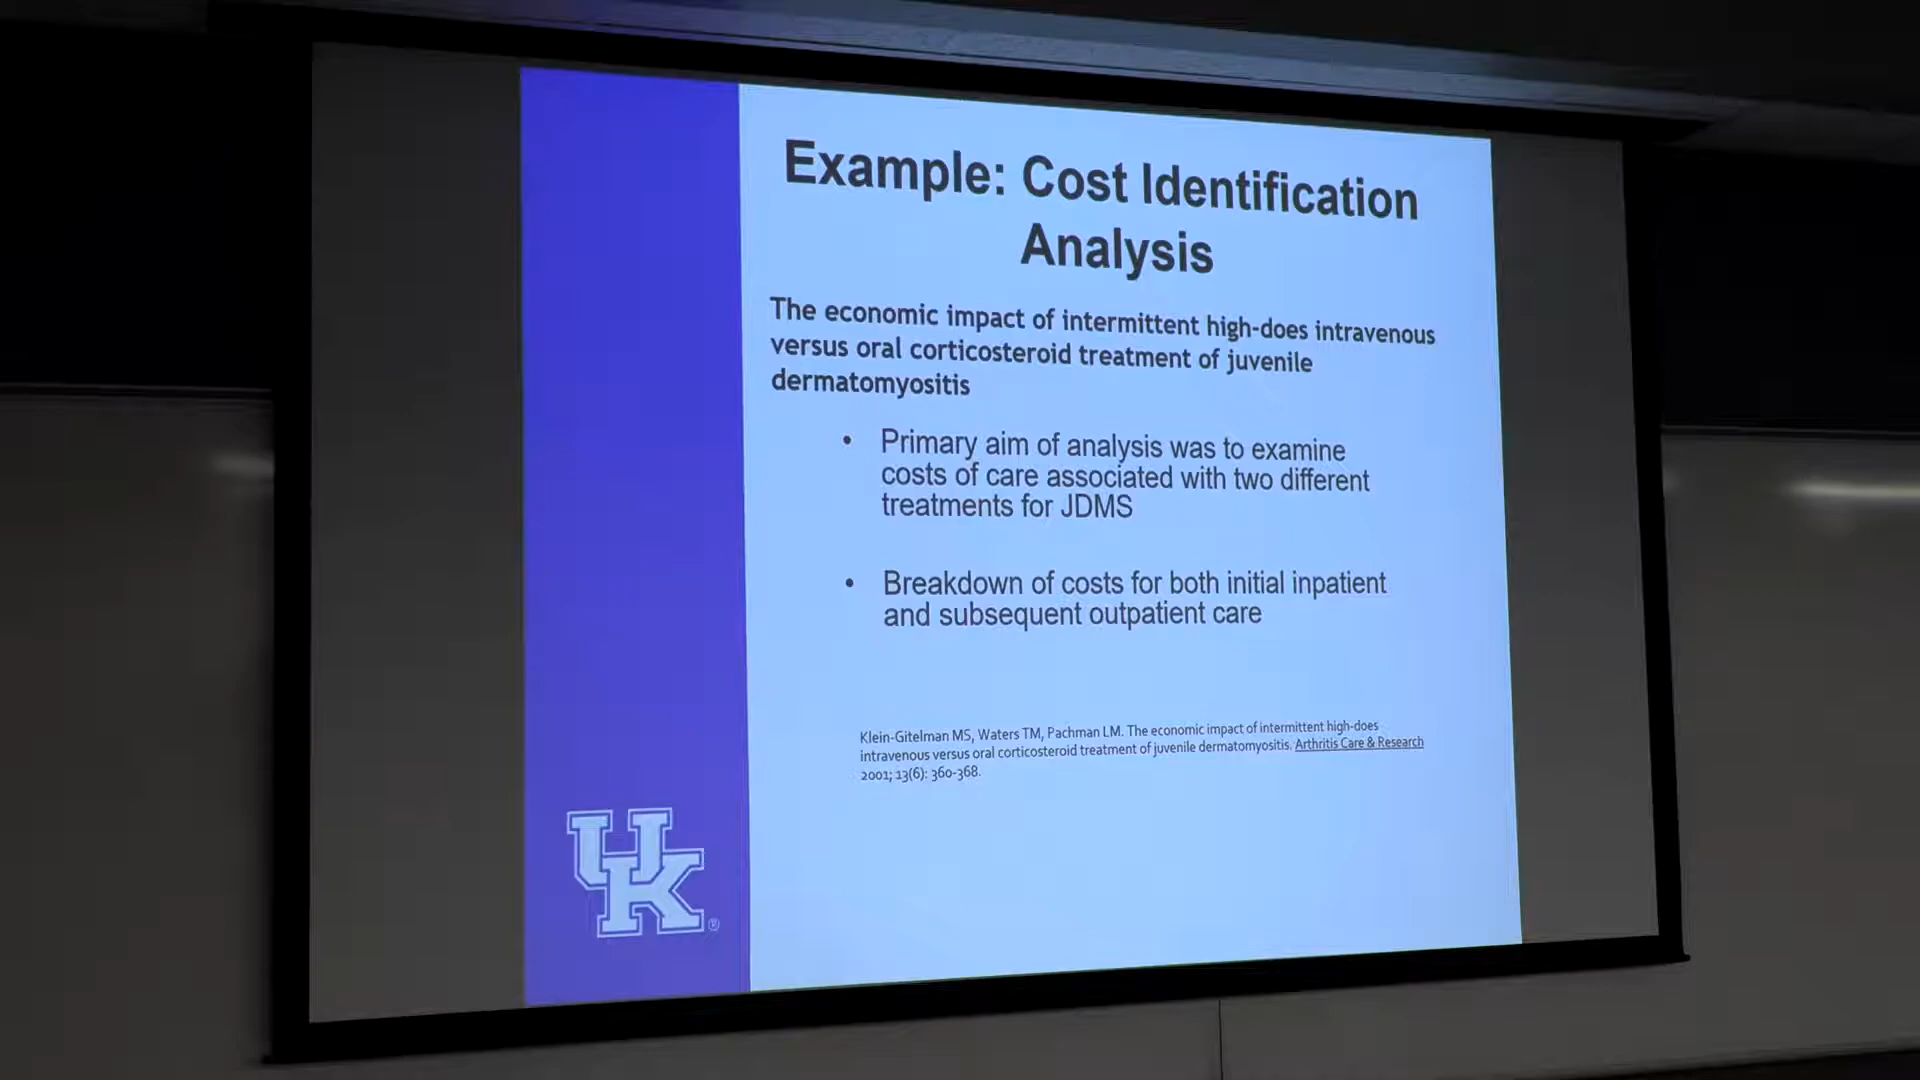 Example: Cost Identification
Analysis
The economic impact of intermittent high-does intravenous
versus oral corticosteroid treatment of juvenile
dermatomyositis
• Primary aim of analysis was to examine
costs of care associated with two different
treatments for JDMS
• Breakdown of costs for both initial inpatient
and subsequent outpatient care
Klein-Gitelman MS, Waters TM, Pachman LM. The economic impact of intermittent high-does
intravenous versus oral corticosteroid treatment of juvenile dermatomyositis. Arthritis Care & Research
2001; 13(6): 360-368.
UK®